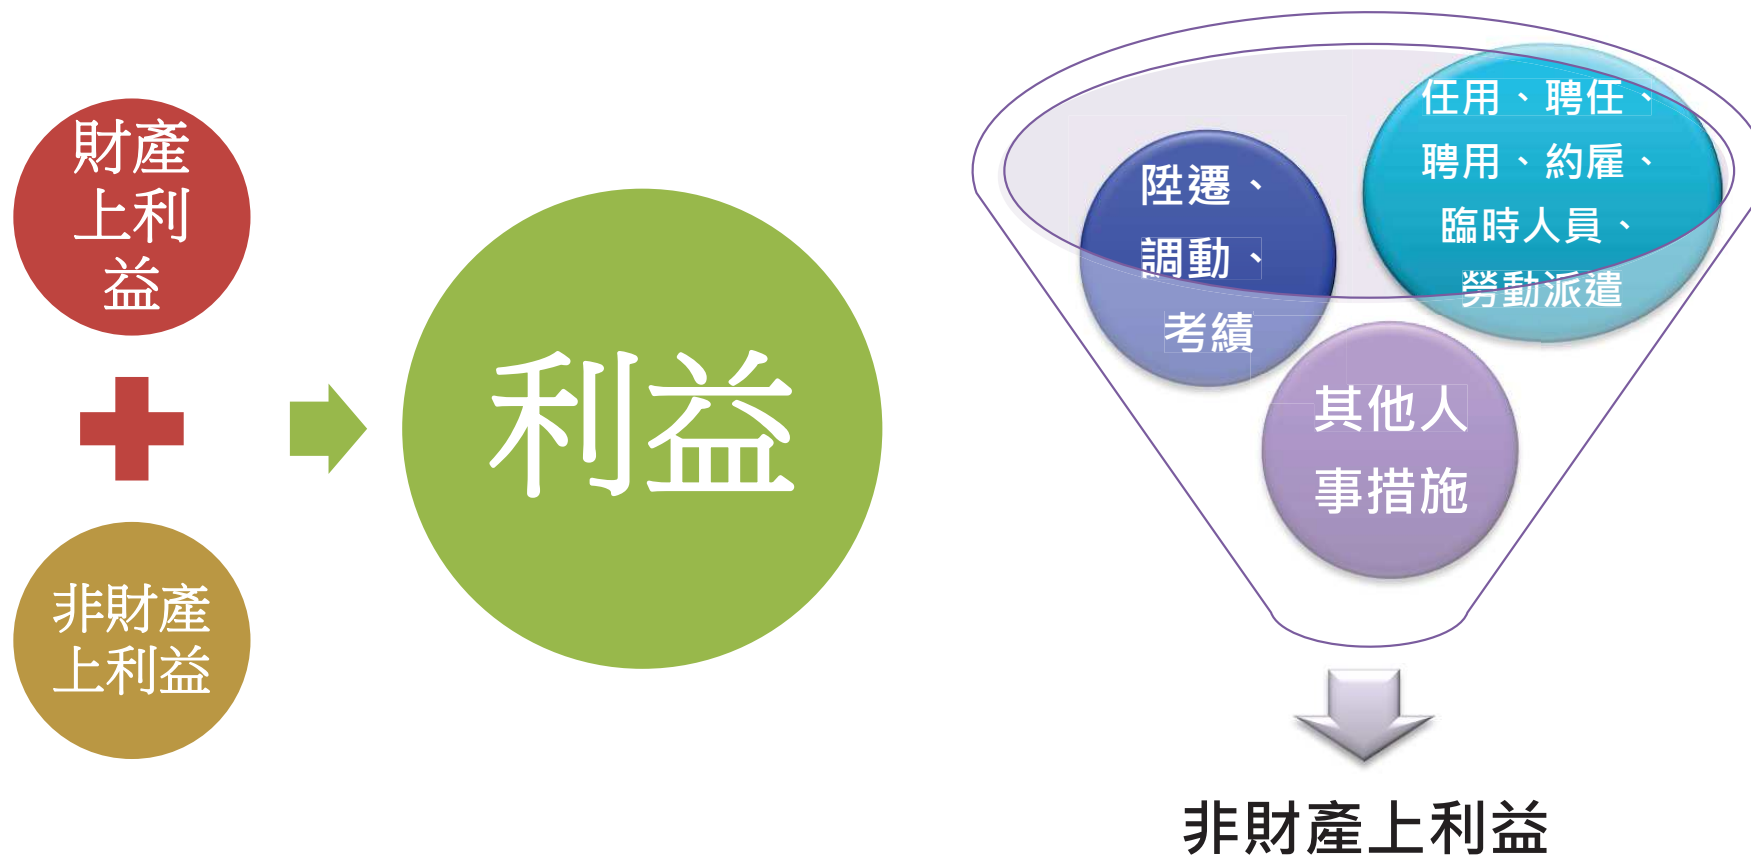 財產
上利
益
非財產
上利益
利益
陞遷、
調動、
考績
任用、聘任、
聘用、約雇、
臨時人員、
勞動派遣
其他人
事措施
非財產上利益